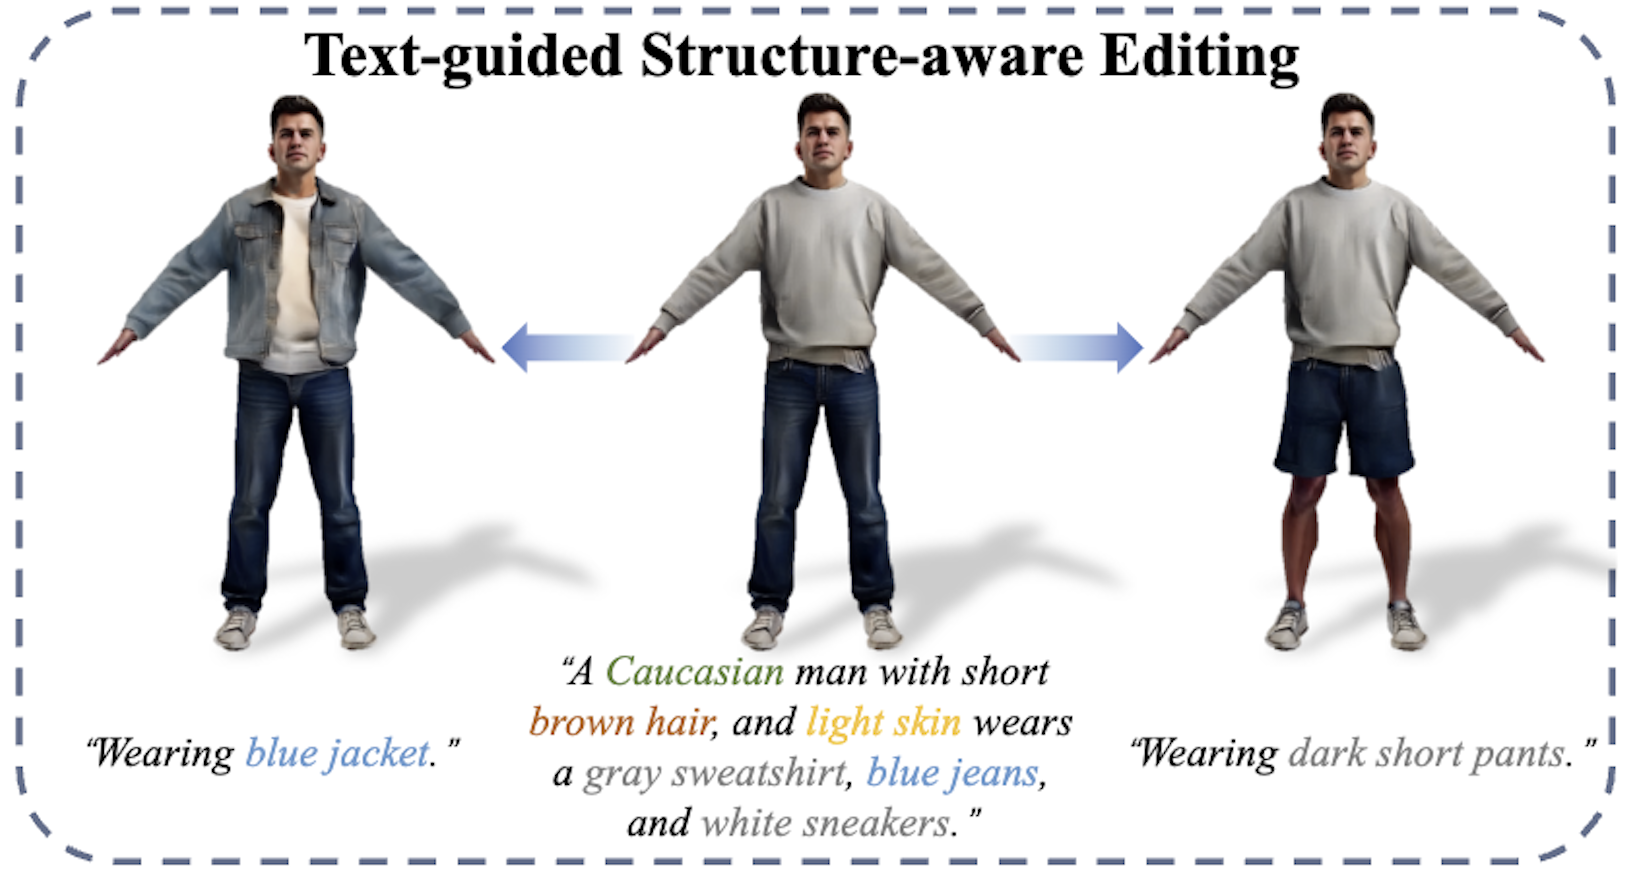 Text-guided Structure-aware Editing
“Wearing blue jacket. ”
“A Caucasian man with short
brown hair, and light skin wears
a gray sweatshirt, blue jeans,
and white sneakers. ”
“Wearing dark short pants. ”